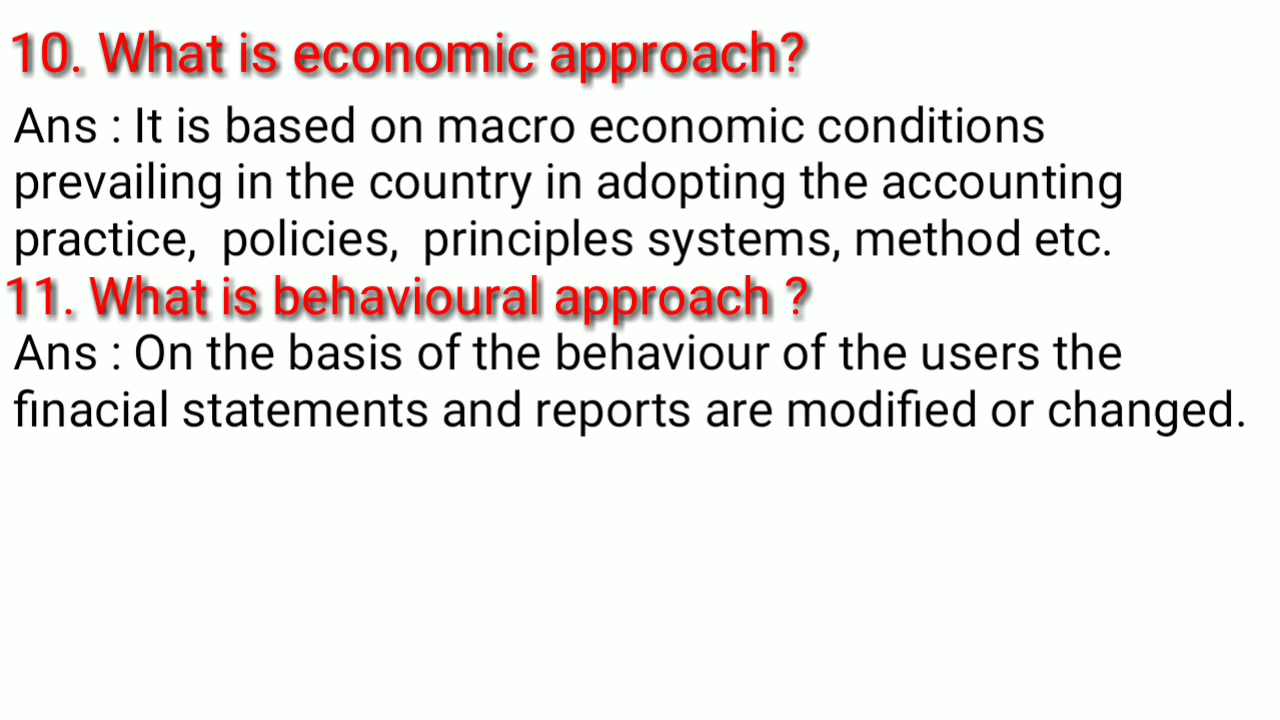 10. What is economic approach?
Ans : It is based on macro economic conditions
prevailing in the country in adopting the accounting
practice,  policies,  principles systems, method etc.
11. What is behavioural approach ?
Ans : On the basis of the behaviour of the users the
finacial statements and reports are modified or changed.